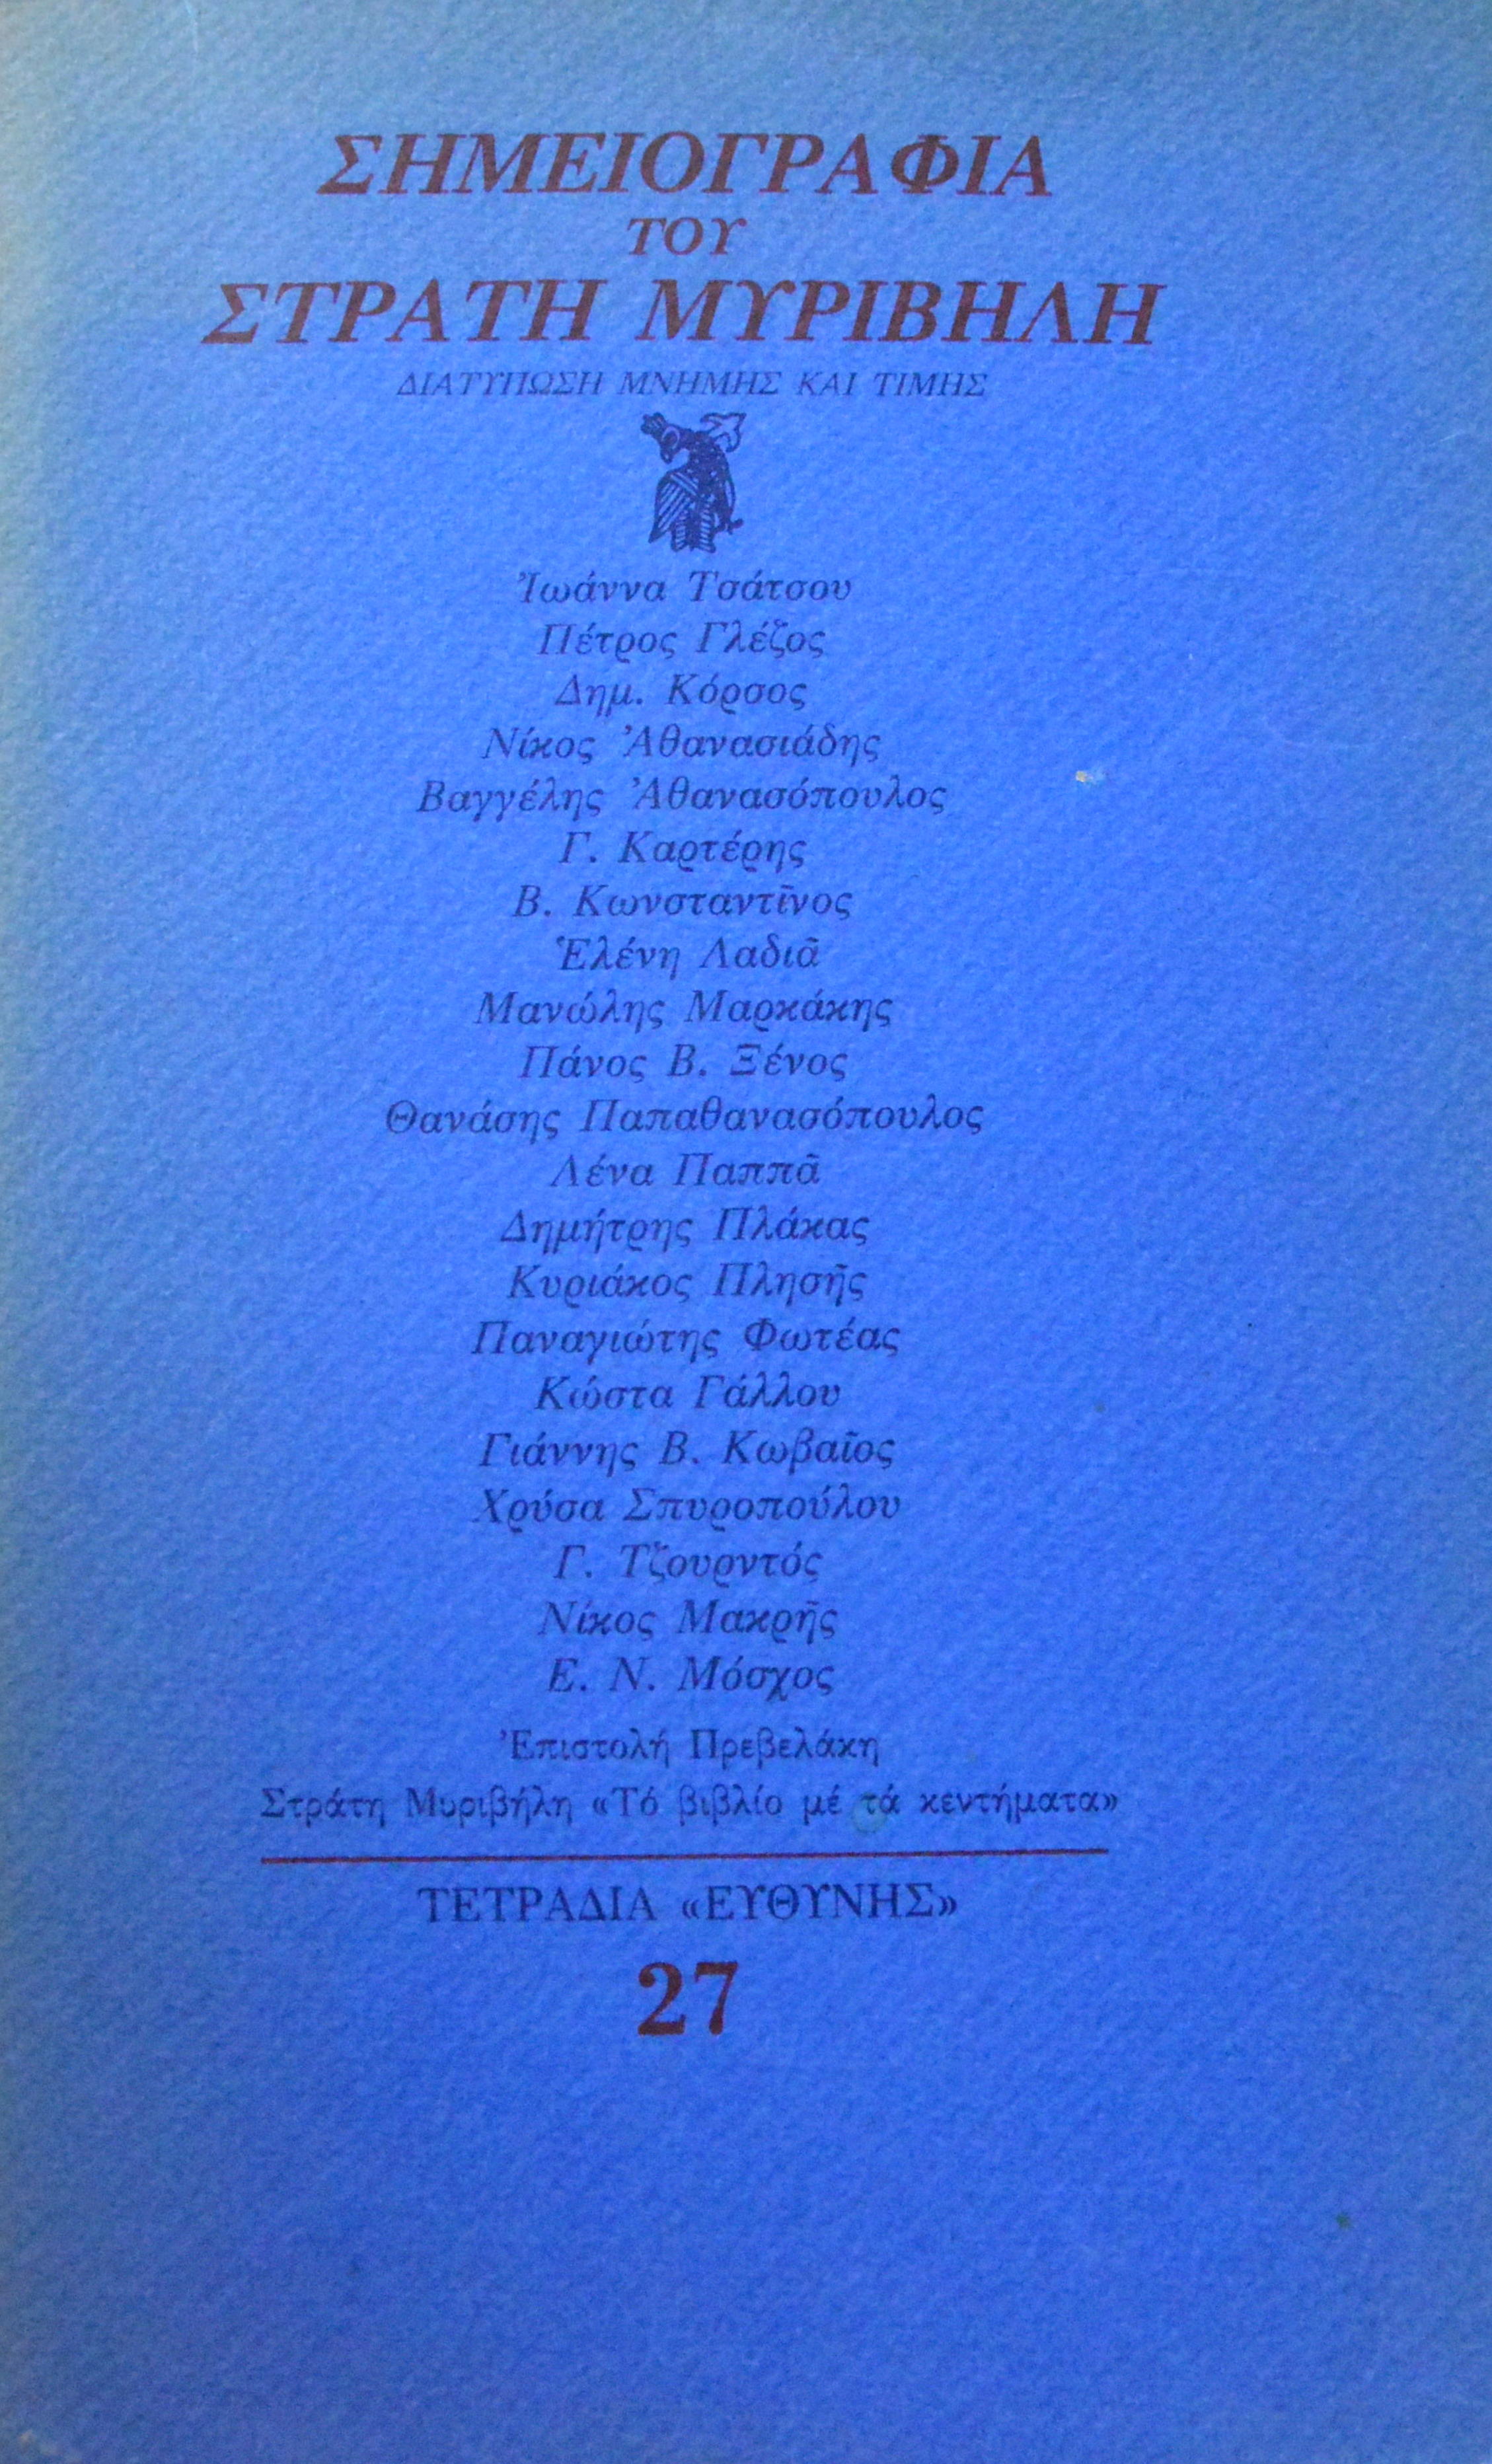 ΣΗΜΕΙΟΓΡΑΦΙΑ
ΤΟΥ
ΣΤΡΑΤΗ ΜΥΡΙΒΗΛΗ
ΔΙΑΤΥΠΩΣΗ ΜΝΗΜΗΣ ΚΑΙ ΤΙΜΗΣ
Ἰωάννα Τσάτσου
Πέτρος Γλέζος
Δημ. Κόρσος
Νίκος Ἀθανασιάδης
Βαγγέλης Ἀθανασόπουλος
Γ. Καρτέρης
Β. Κωνσταντῖνος
Ἑλένη Λαδιᾶ
Μανώλης Μαρκάκης
Πάνος Β. Ξένος
Θανάσης Παπαθανασόπουλος
Λένα Παππᾶ
Δημήτρης Πλάκας
Κυριάκος Πλησῆς
Παναγιώτης Φωτέας
Κώστα Γάλλου
Γιάννης Β. Κωβαῖος
Χρύσα Σπυροπούλου
Γ. Τζουρντός
Νίκος Μακρῆς
Ε. Ν. Μόσχος
Ἐπιστολή Πρεβελάκη
Στράτη Μυριβήλη «Τό βιβλίο μέ τά κεντήματα»
ΤΕΤΡΑΔΙΑ «ΕΥΘΥΝΗΣ»
27